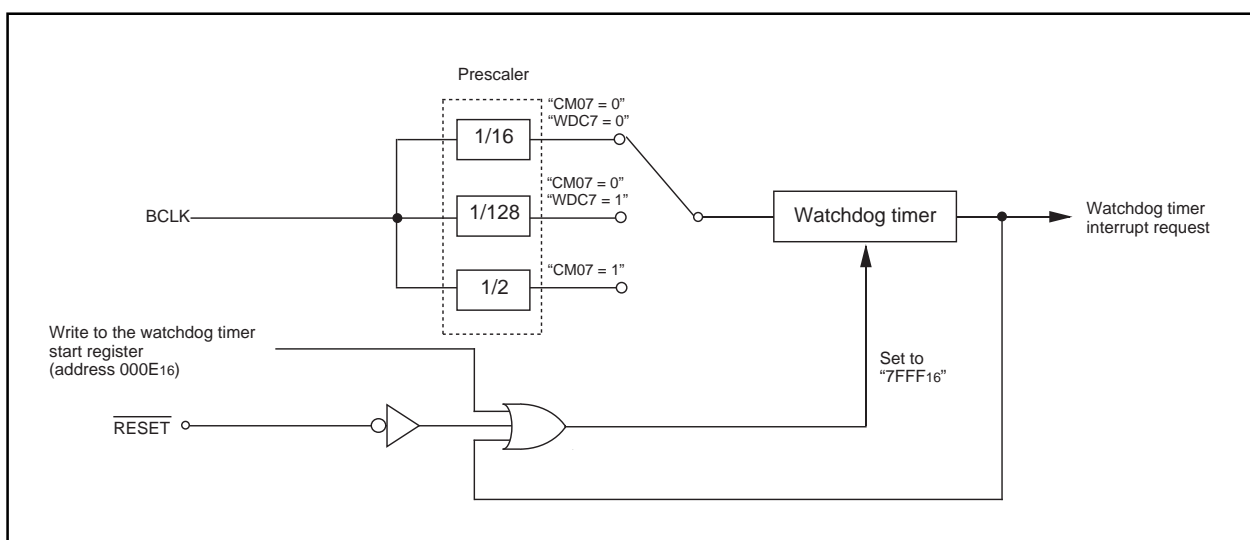 Prescaler
“CM07 = 0”
“WDC7 = 0”
1/16
“CM07 = 0”
“WDC7 = 1”
1/128
BCLK
“CM07 = 1”
1/2
Watchdog timer
Watchdog timer
interrupt request
Write to the watchdog timer
start register
(address 000E16)
Set to
“7FFF16”
RESET